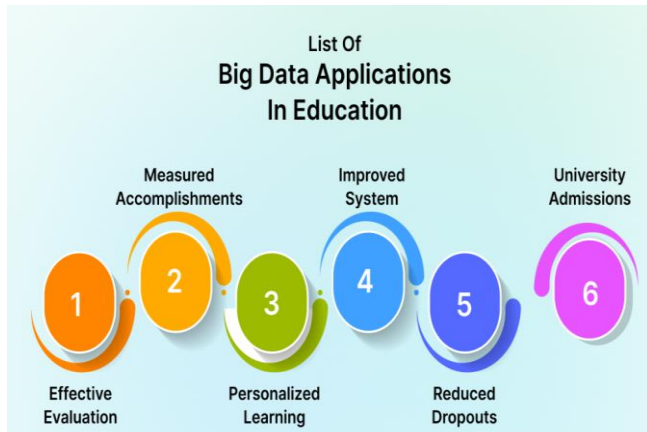 List Of
Big Data Applications
In Education
1
Effective
Evaluation
2
Measured
Accomplishments
3
Personalized
Learning
4
Improved
System
5
Reduced
Dropouts
6
University
Admissions